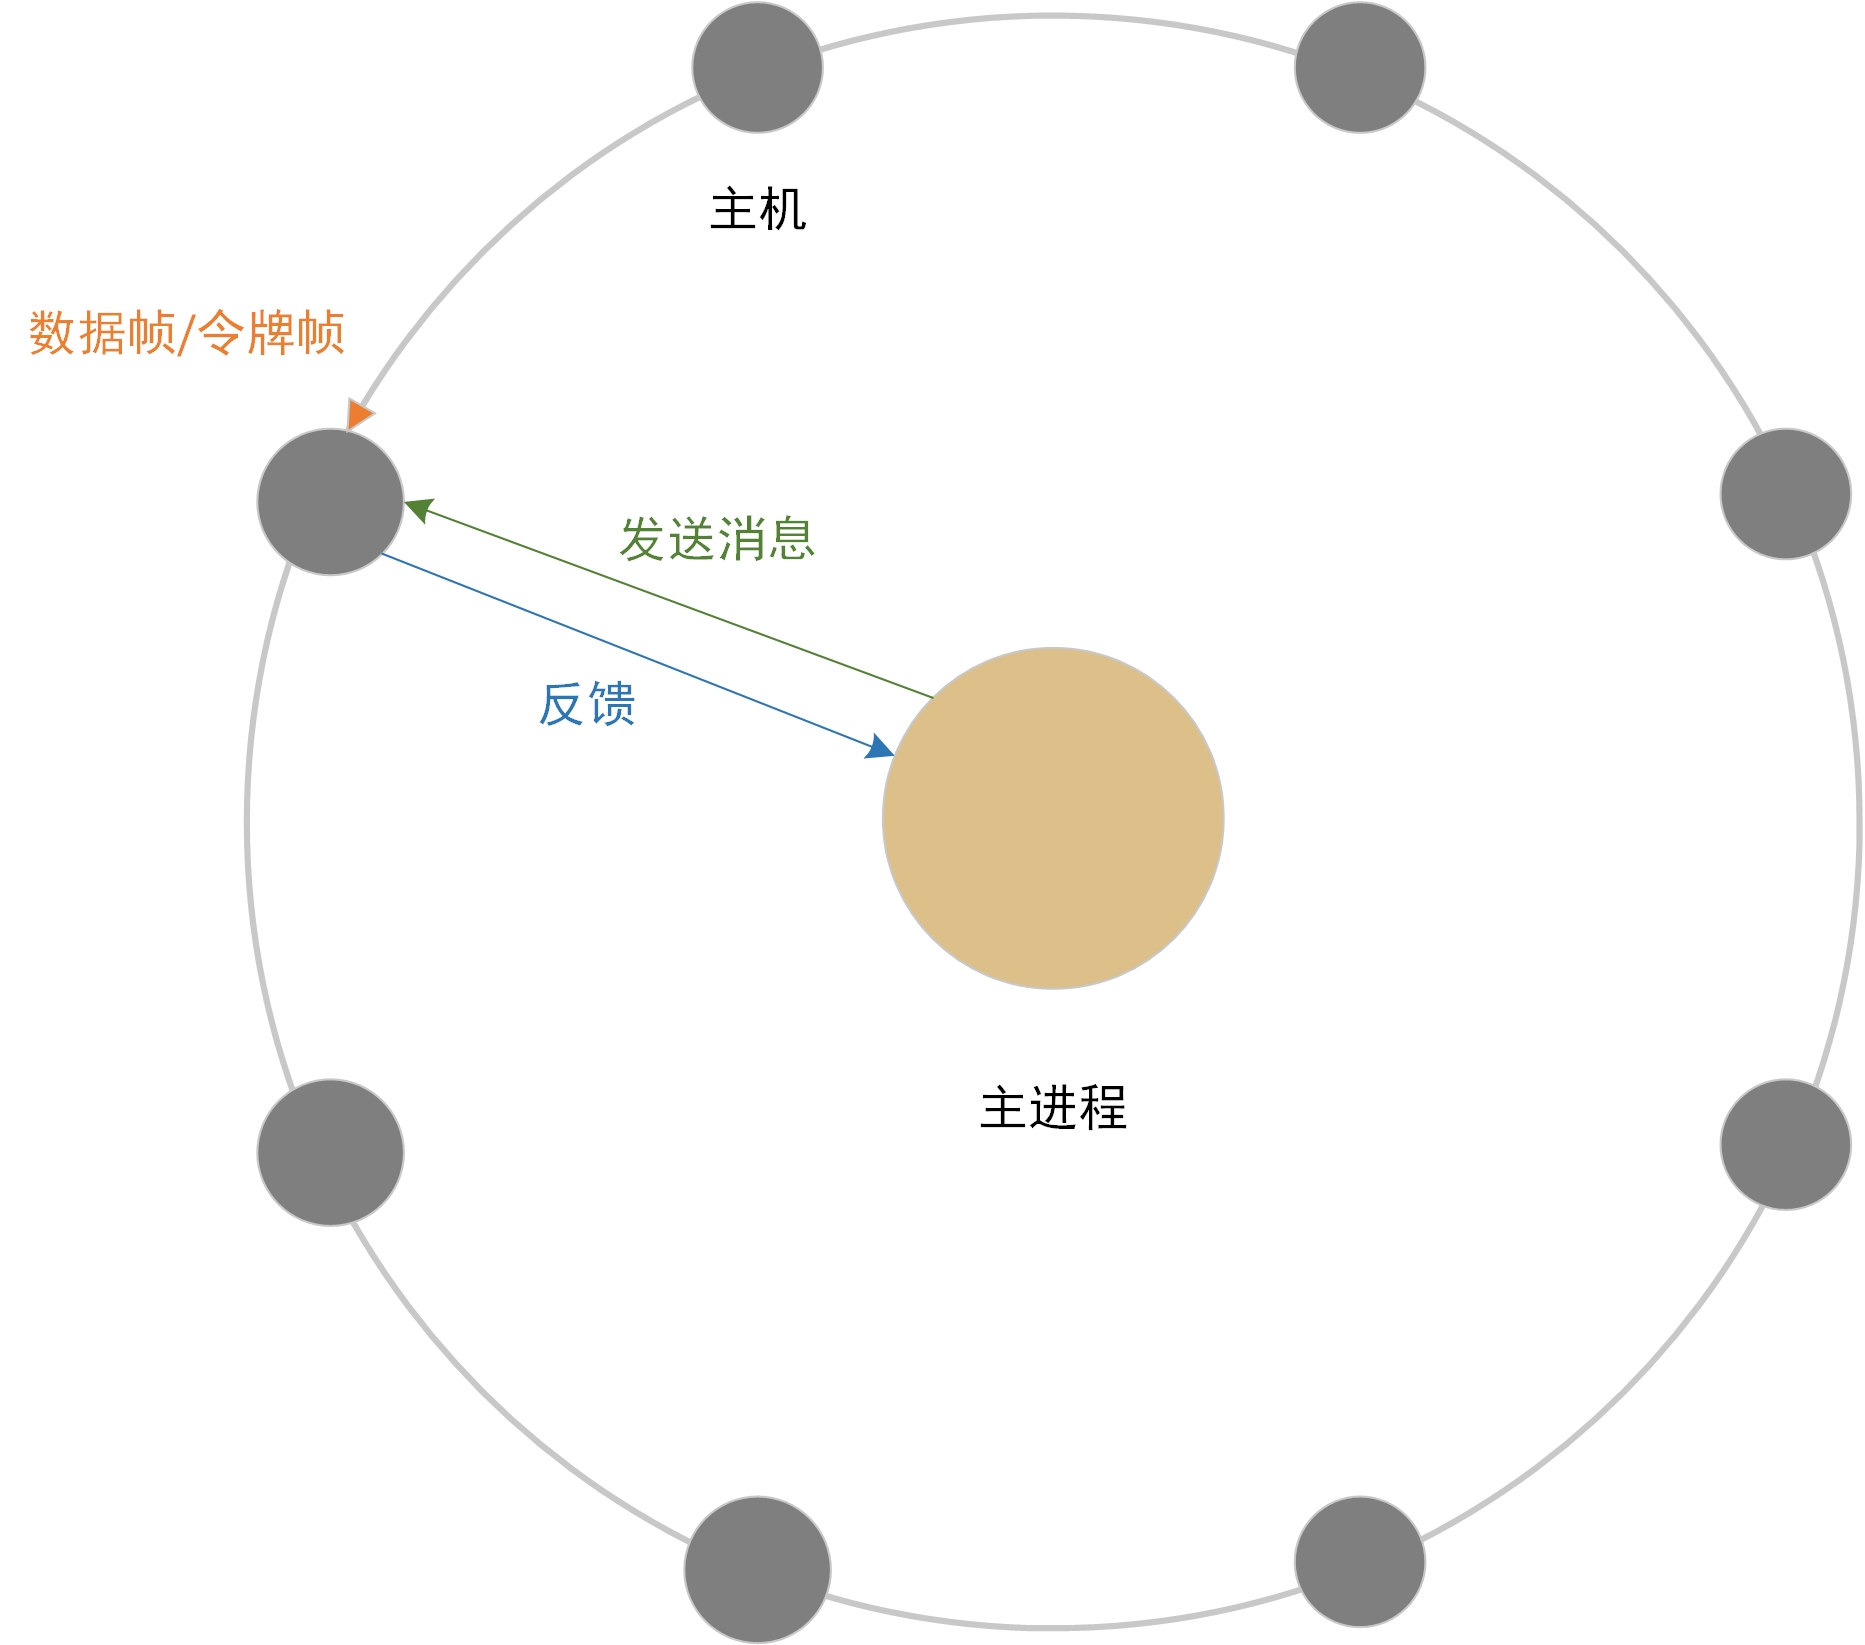 主机
数据帧/令牌帧
发送消息
反馈
主进程